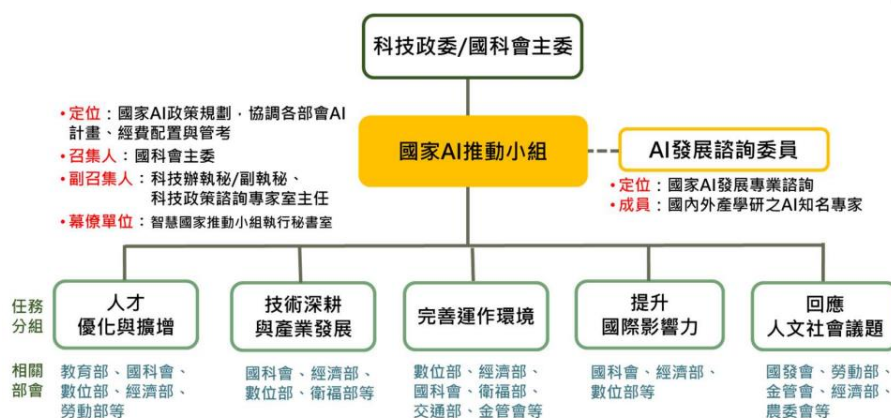 科技政委/國科會主委
•定位：國家AI政策規劃，協調各部會AI
計畫、經費配置與管考
•召集人：國科會主委
•副召集人：科技辦執秘/副執秘、
科技政策諮詢專家室主任
•幕僚單位：智慧國家推動小組執行秘書室
國家AI推動小組
AI發展諮詢委員
•定位：國家AI發展專業諮詢
•成員：國內外產學研之AI知名專家
任務
分組
人才
優化與擴增
技術深耕
與產業發展
完善運作環境
提升
國際影響力
回應
人文社會議題
相關
部會
教育部、國科會、
數位部、經濟部、
勞動部等
國科會、經濟部、
數位部、衛福部等
數位部、經濟部、
國科會、衛福部、
交通部、金管會等
國科會、經濟部、
數位部等
國發會、勞動部、
金管會、經濟部、
農委會等